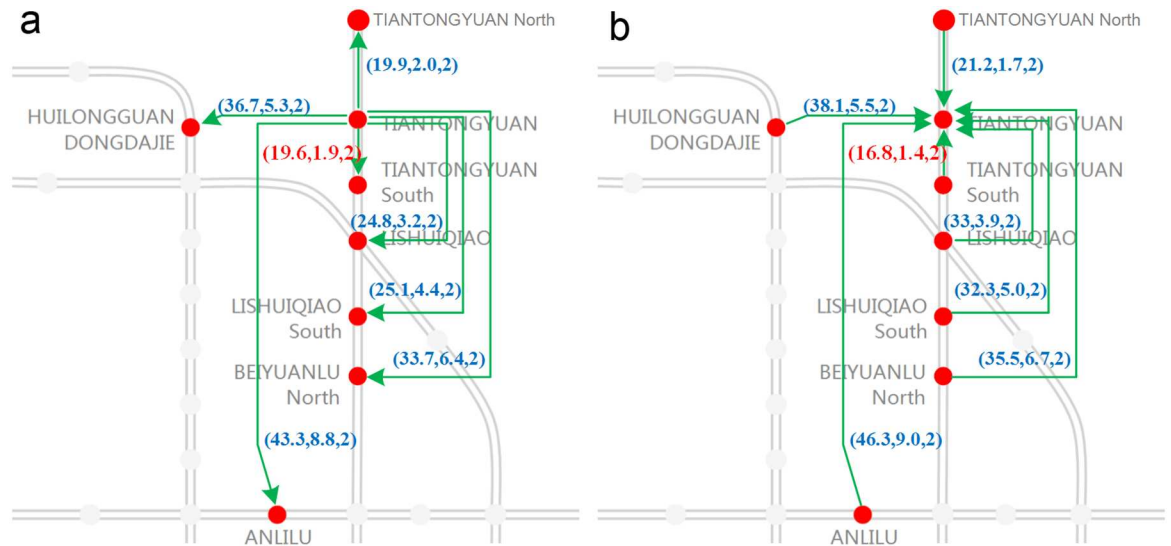 a
TIANTONGYUAN North
(19.9,2.0,2)
(36.7,5.3,2)
HUILONGGUAN
DONGDAJIE
TIANTONGYUAN
(19.6,1.9,2)
TIANTONGYUAN
South
(24.8,3.2,2)
LISHUIQIAO
(25.1,4.4,2)
LISHUIQIAO
South
(33.7,6.4,2)
BEIYUANLU
North
(43.3,8.8,2)
ANLILU
b
TIANTONGYUAN North
(21.2,1.7,2)
(38.1,5.5,2)
HUILONGGUAN
DONGDAJIE
TIANTONGYUAN
(16.8,1.4,2)
TIANTONGYUAN
South
(33,3.9,2)
LISHUIQIAO
(32.3,5.0,2)
LISHUIQIAO
South
(35.5,6.7,2)
BEIYUANLU
North
(46.3,9.0,2)
ANLILU